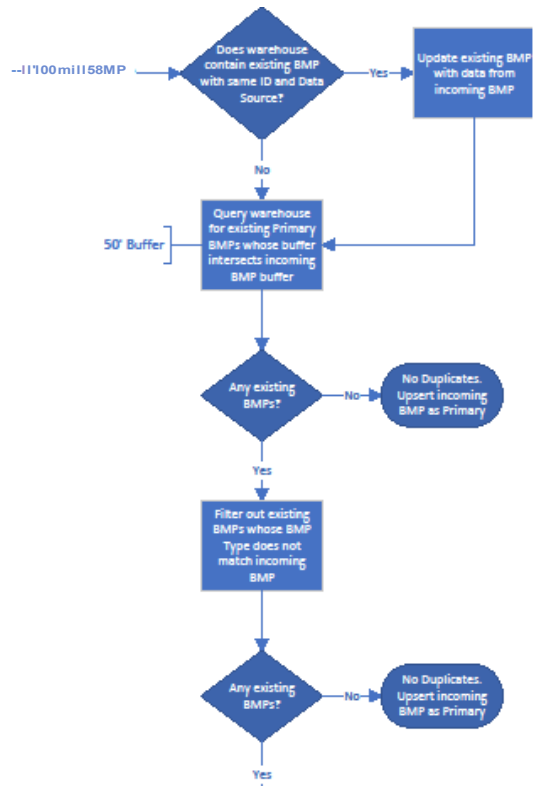 Does warehouse
contain existing BMP
with same ID and Data
Source?
--II'100mill58MP
Yes
Update existing BMP
with data from
incoming BMP
No
Query warehouse
for existing Primary
BMPs whose buffer
intersects incoming
BMP buffer
50' Buffer
Any existing
BMPs?
No
No Duplicates.
Upsert incoming
BMP as Primary
Yes
Filter out existing
BMPs whose BMP
Type does not
match incoming
BMP
Any existing
BMPs?
No
No Duplicates.
Upsert incoming
BMP as Primary
Yes